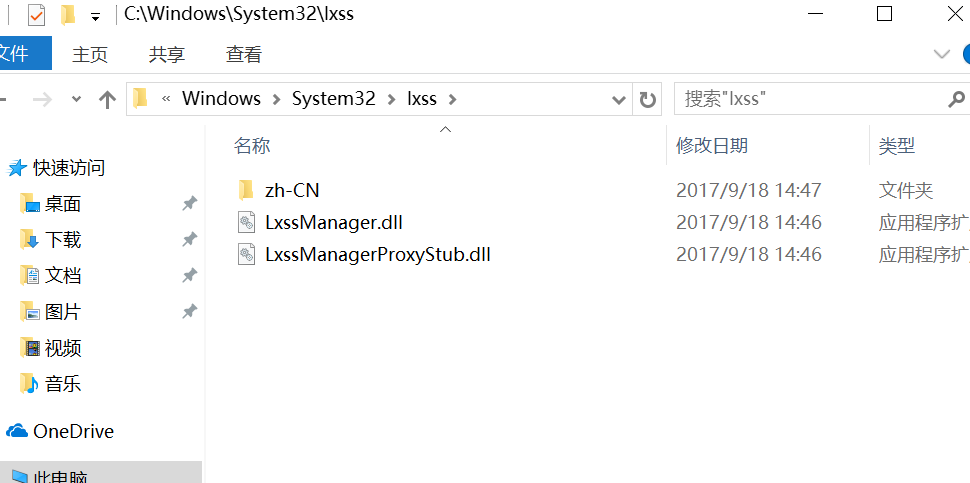 C:\Windows\System32\lxss
文件 主页 共享 查看
« Windows > System32 > lxss > 搜索"lxss"
名称 修改日期 类型
快速访问
桌面
下载
文档
图片
视频
音乐
OneDrive
此电脑
zh-CN 2017/9/18 14:47 文件夹
LxssManager.dll 2017/9/18 14:46 应用程序扩
LxssManagerProxyStub.dll 2017/9/18 14:46 应用程序扩